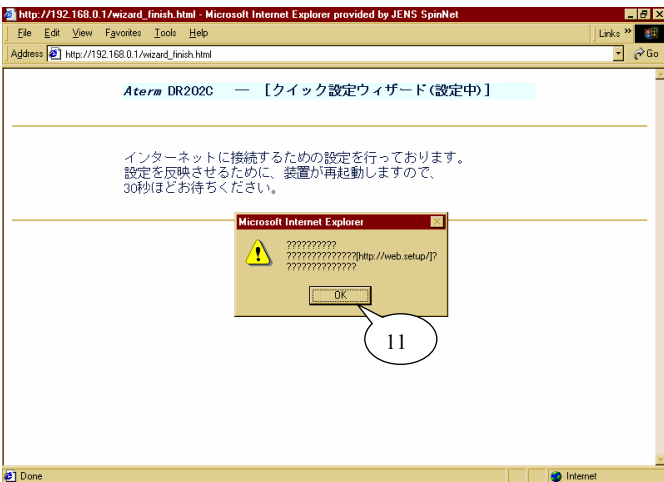 http://192.168.0.1/wizard_finish.html - Microsoft Internet Explorer provided by JENS SpinNet
File Edit View Favorites Tools Help Links »
Address http://192.168.0.1/wizard_finish.html Go
Aterm DR202C — [クイック設定ウィザード(設定中)]
インターネットに接続するための設定を行っております。
設定を反映させるために、装置が再起動しますので、
30秒ほどお待ちください。
Microsoft Internet Explorer
??????????
??????????????[http://web.setup/]?
??????????????
OK
11
Done Internet